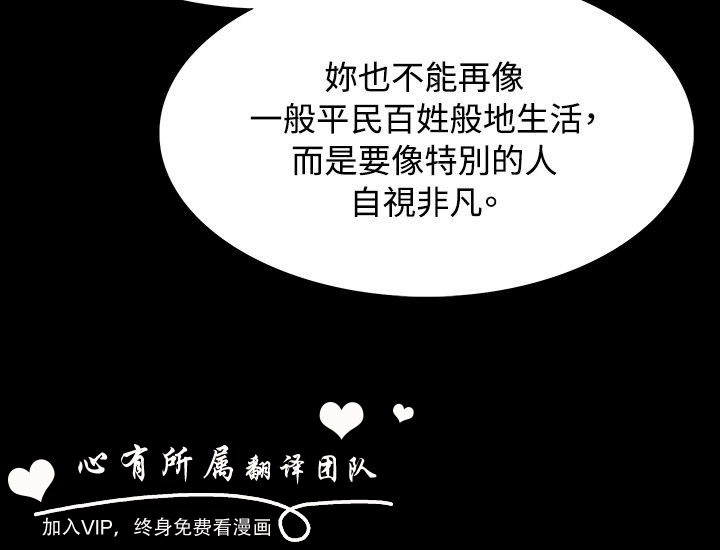 妳也不能再像
一般平民百姓般地生活，
而是要像特別的人
自視非凡。
心有所属翻译团队
加入VIP，终身免费看漫画